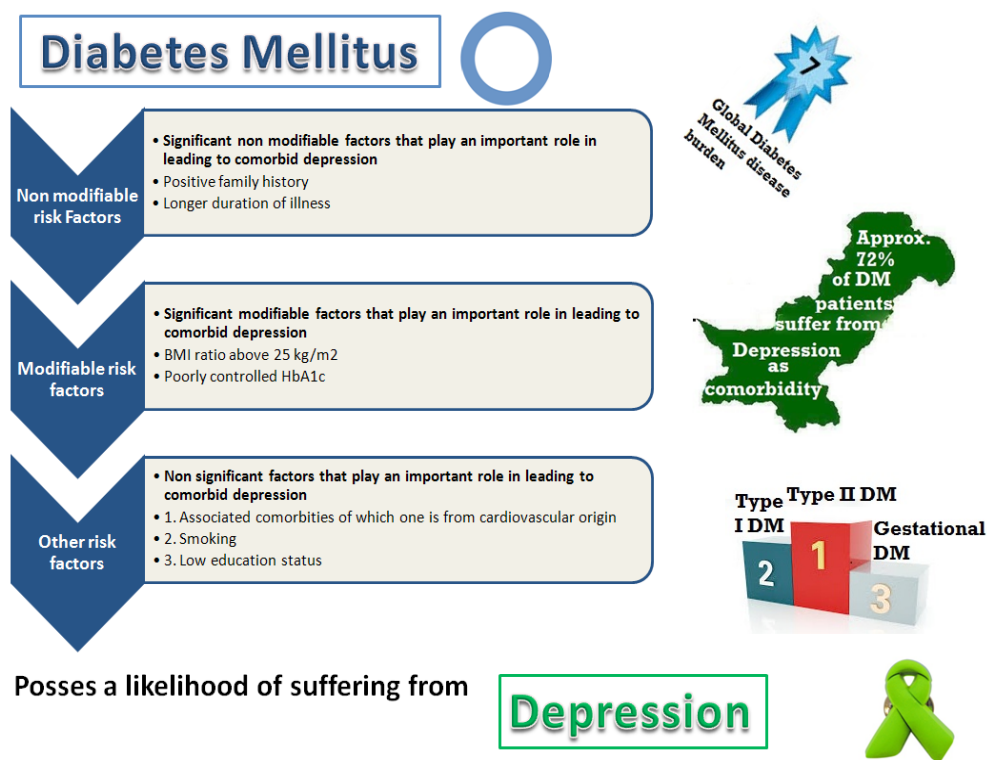 Diabetes Mellitus
7
Global Diabetes
Mellitus disease
burden
Non modifiable
risk Factors
• Significant non modifiable factors that play an important role in
leading to comorbid depression
• Positive family history
• Longer duration of illness
Approx.
72%
of DM
patients
suffer from
Depression
as
comorbidity
Modifiable risk
factors
• Significant modifiable factors that play an important role in leading to
comorbid depression
• BMI ratio above 25 kg/m2
• Poorly controlled HbA1c
Other risk
factors
• Non significant factors that play an important role in leading to
comorbid depression
• 1. Associated comorbities of which one is from cardiovascular origin
• 2. Smoking
• 3. Low education status
Type
I DM
Type II DM
Gestational
DM
2
1
3
Posses a likelihood of suffering from
Depression